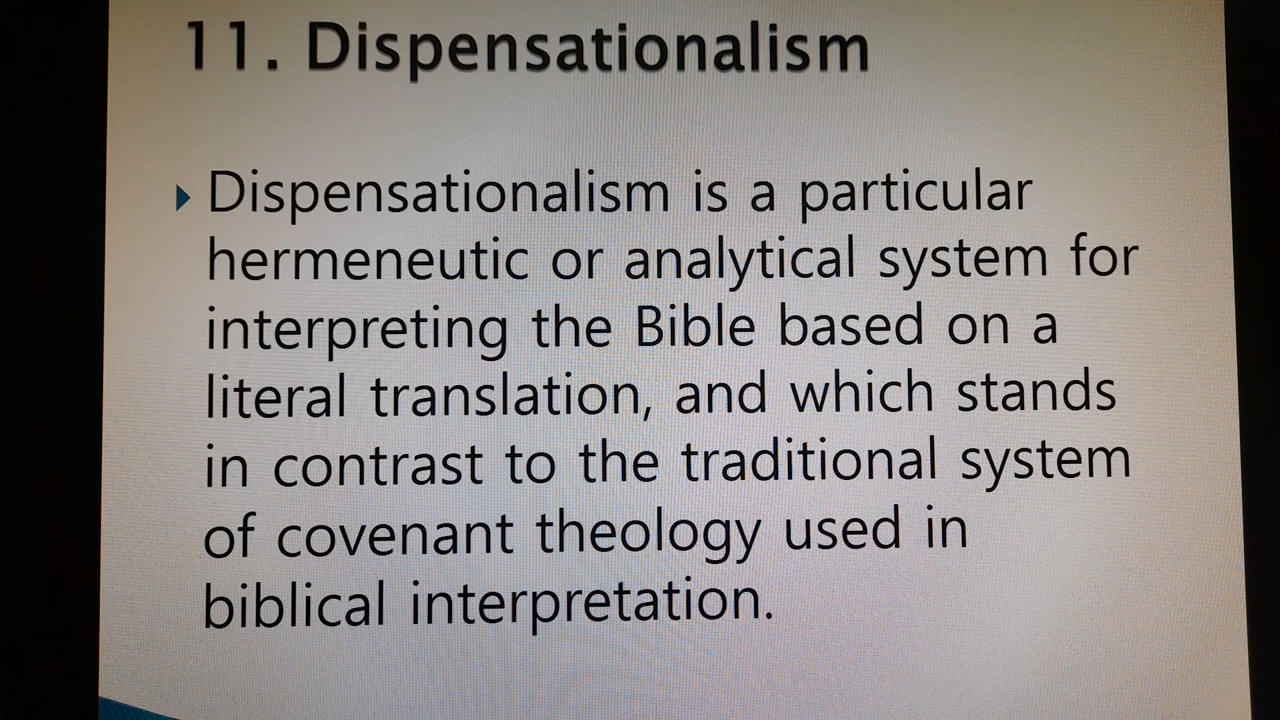 11. Dispensationalism
Dispensationalism is a particular
hermeneutic or analytical system for
interpreting the Bible based on a
literal translation, and which stands
in contrast to the traditional system
of covenant theology used in
biblical interpretation.